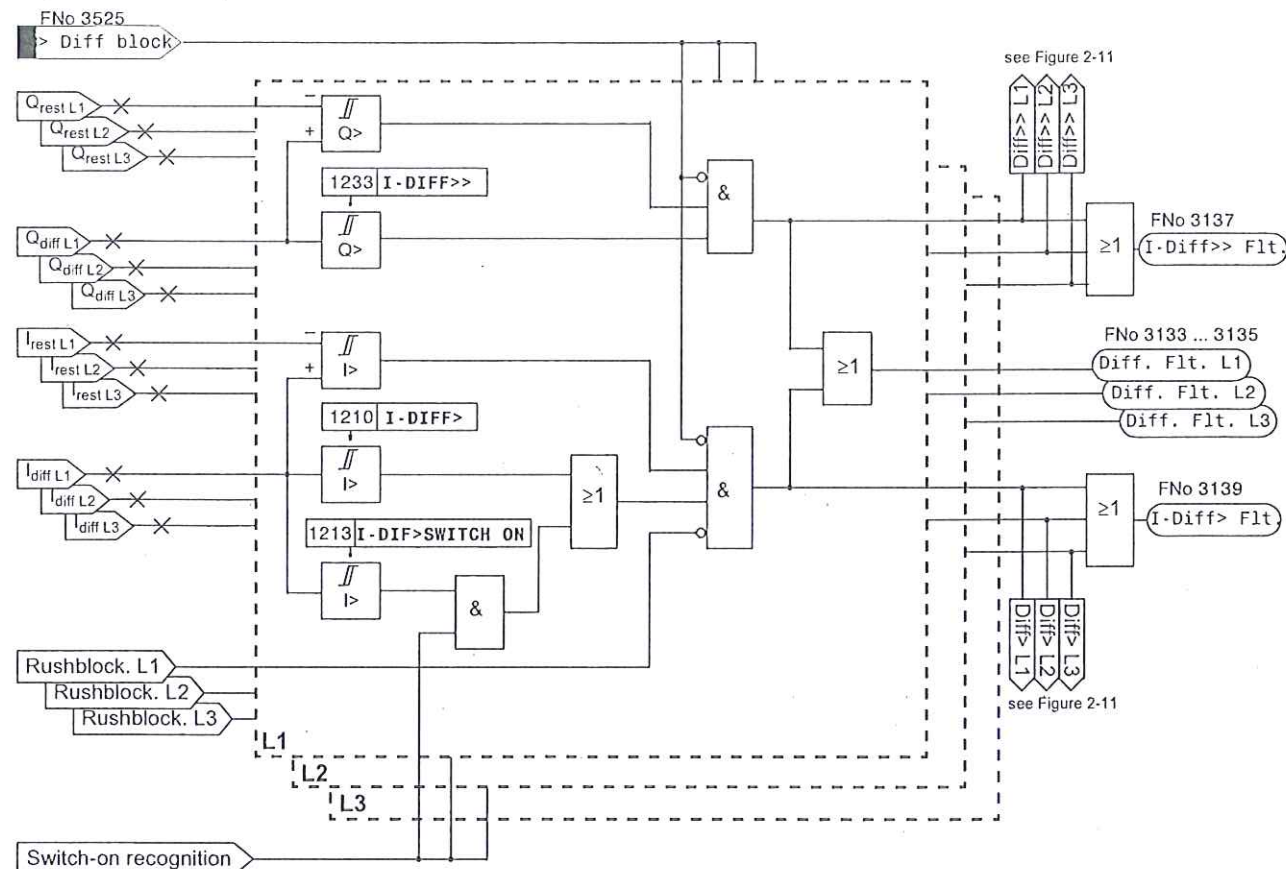 FNo 3525
> Diff block
see Figure 2-11
Diff>> L1
Diff>> L2
Diff>> L3
Qrest L1
Qrest L2
Qrest L3
−
+
Q>
1233 I-DIFF>>
Q>
&
Qdiff L1
Qdiff L2
Qdiff L3
≥1
FNo 3137
I-Diff>> Flt.
Irest L1
Irest L2
Irest L3
−
+
I>
≥1
FNo 3133 ... 3135
Diff. Flt. L1
Diff. Flt. L2
Diff. Flt. L3
1210 I-DIFF>
I>
≥1
&
Idiff L1
Idiff L2
Idiff L3
≥1
FNo 3139
I-Diff> Flt.
1213 I-DIF>SWITCH ON
I>
&
Diff> L1
Diff> L2
Diff> L3
see Figure 2-11
Rushblock. L1
Rushblock. L2
Rushblock. L3
L1
L2
L3
Switch-on recognition